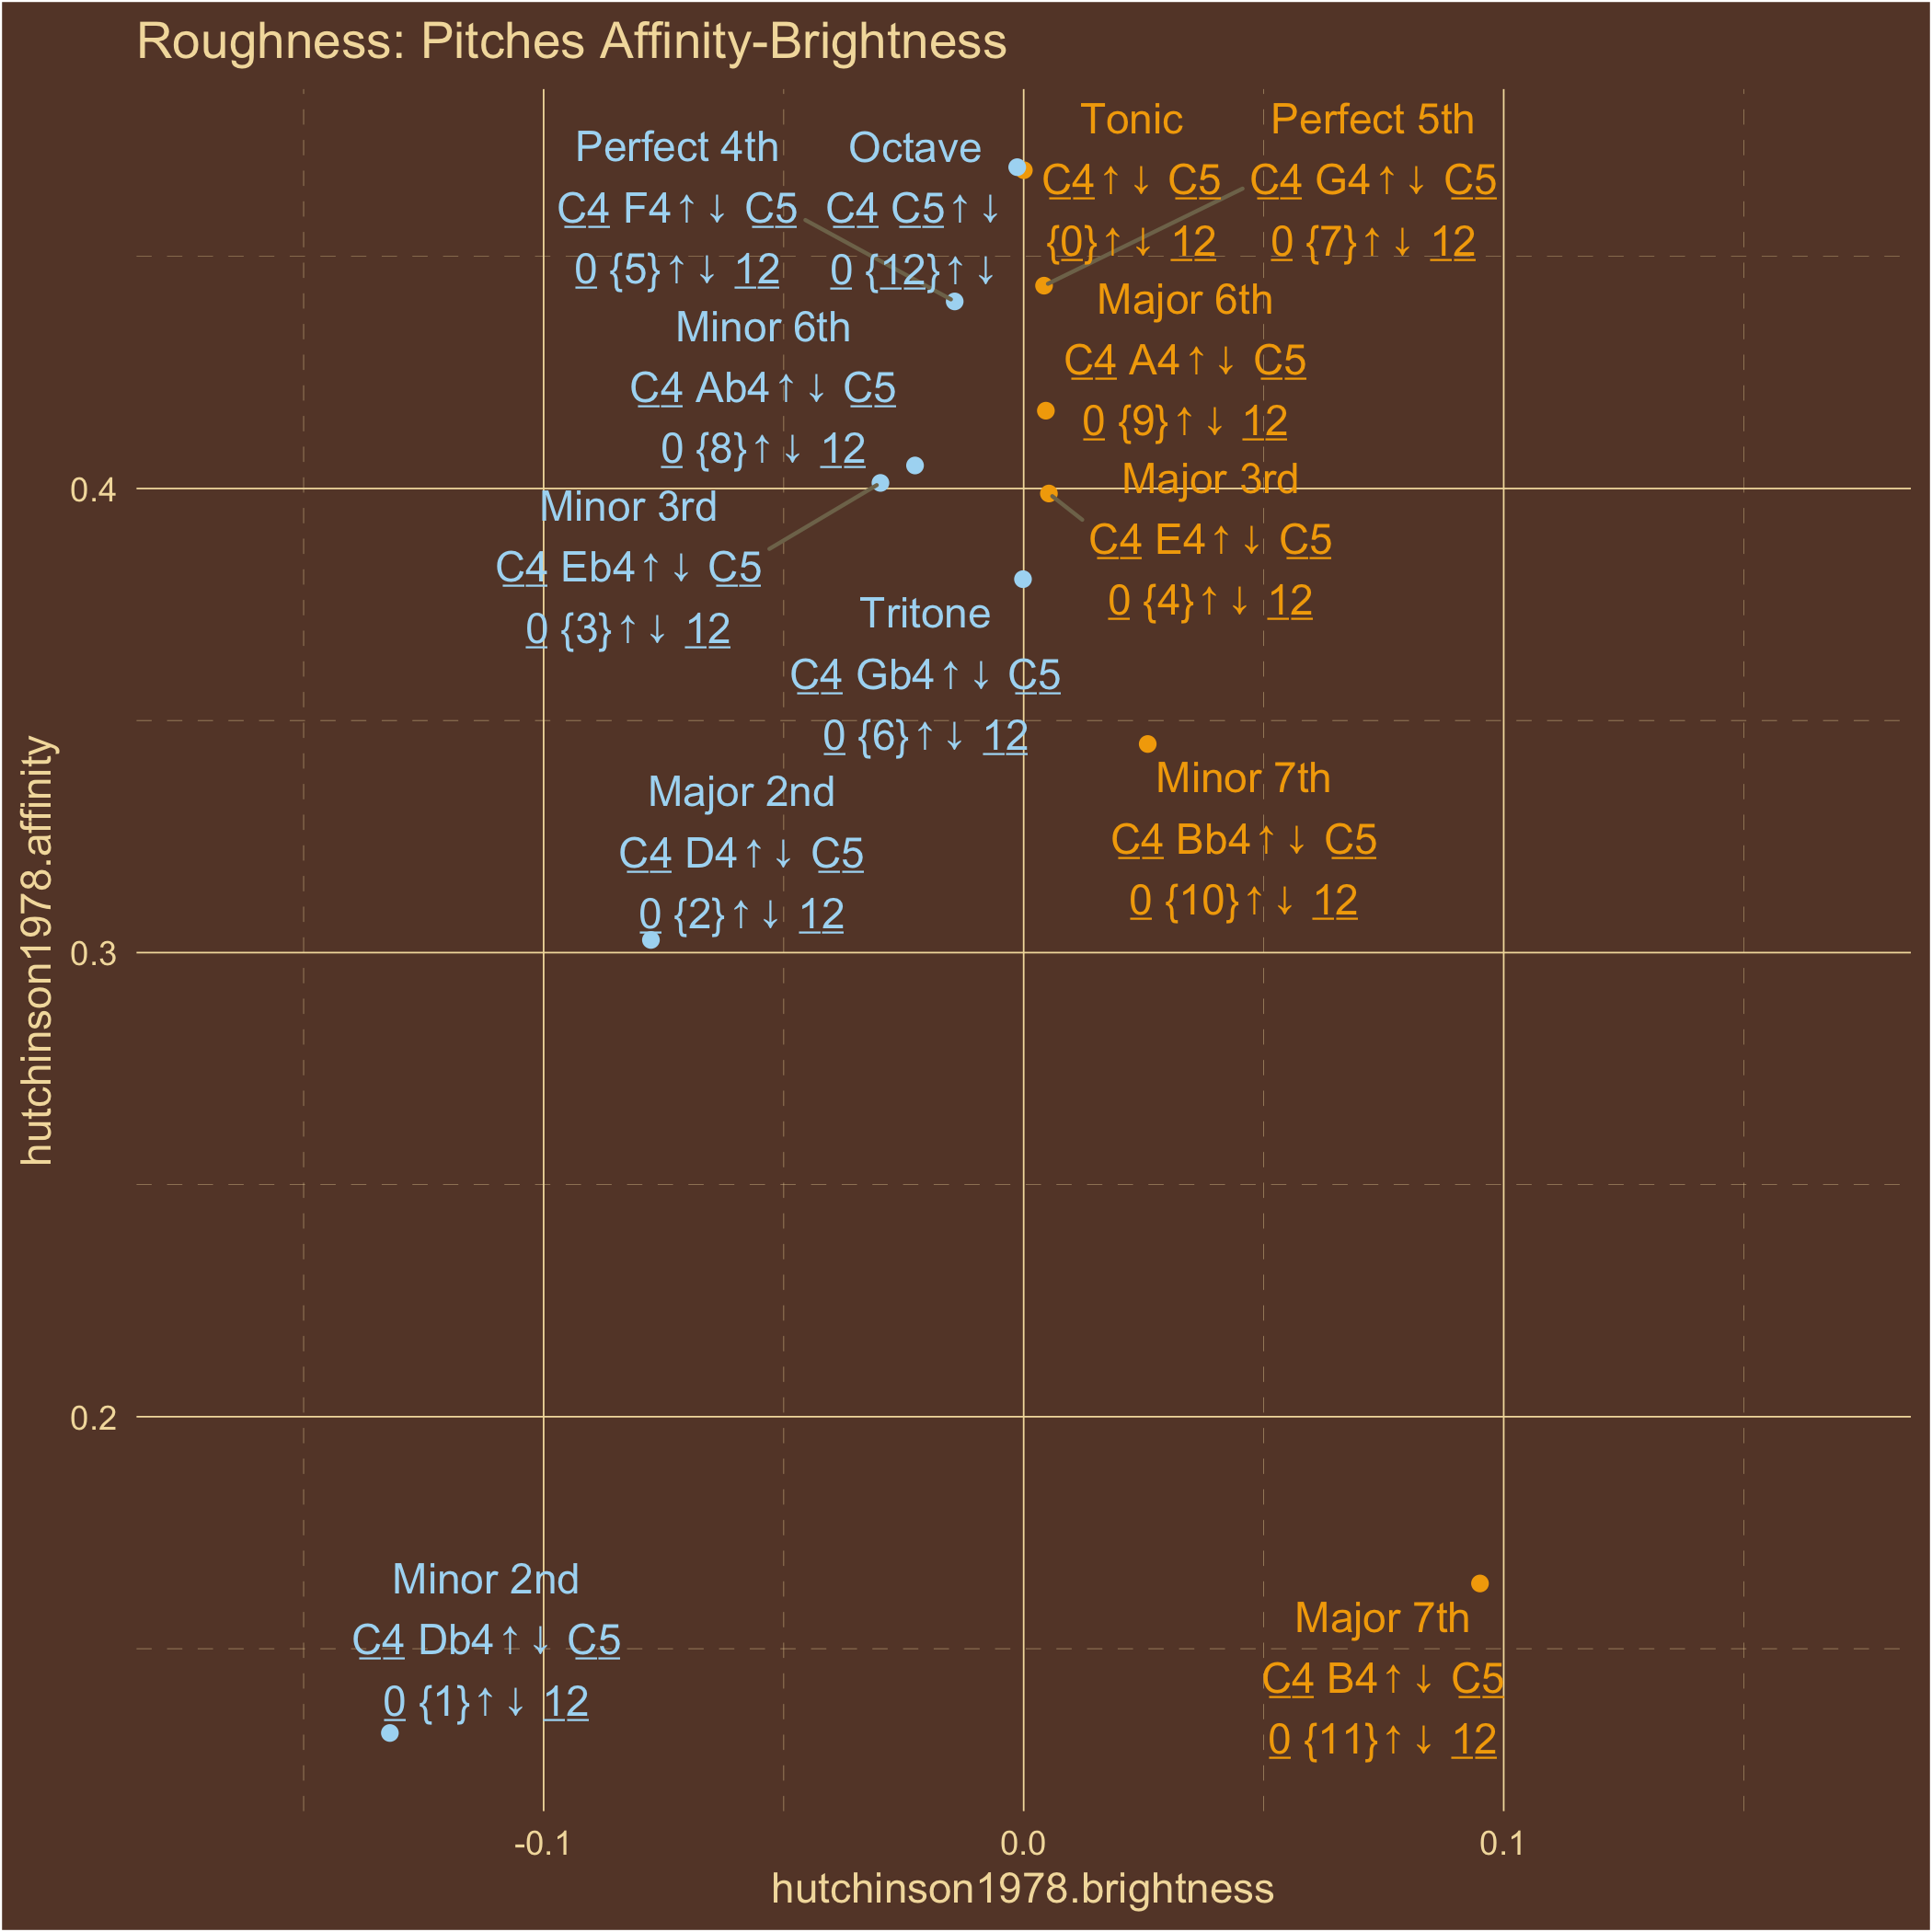 Roughness: Pitches Affinity-Brightness
Perfect 4th
C4 F4↑↓ C5
0 {5}↑↓ 12
Octave
C4 C5↑↓
0 {12}↑↓
Tonic
C4↑↓ C5
{0}↑↓ 12
Perfect 5th
C4 G4↑↓ C5
0 {7}↑↓ 12
Minor 6th
C4 Ab4↑↓ C5
0 {8}↑↓ 12
Major 6th
C4 A4↑↓ C5
0 {9}↑↓ 12
Minor 3rd
C4 Eb4↑↓ C5
0 {3}↑↓ 12
Major 3rd
C4 E4↑↓ C5
0 {4}↑↓ 12
Tritone
C4 Gb4↑↓ C5
0 {6}↑↓ 12
Major 2nd
C4 D4↑↓ C5
0 {2}↑↓ 12
Minor 7th
C4 Bb4↑↓ C5
0 {10}↑↓ 12
Minor 2nd
C4 Db4↑↓ C5
0 {1}↑↓ 12
Major 7th
C4 B4↑↓ C5
0 {11}↑↓ 12
hutchinson1978.affinity
0.4
0.3
0.2
-0.1
0.0
0.1
hutchinson1978.brightness